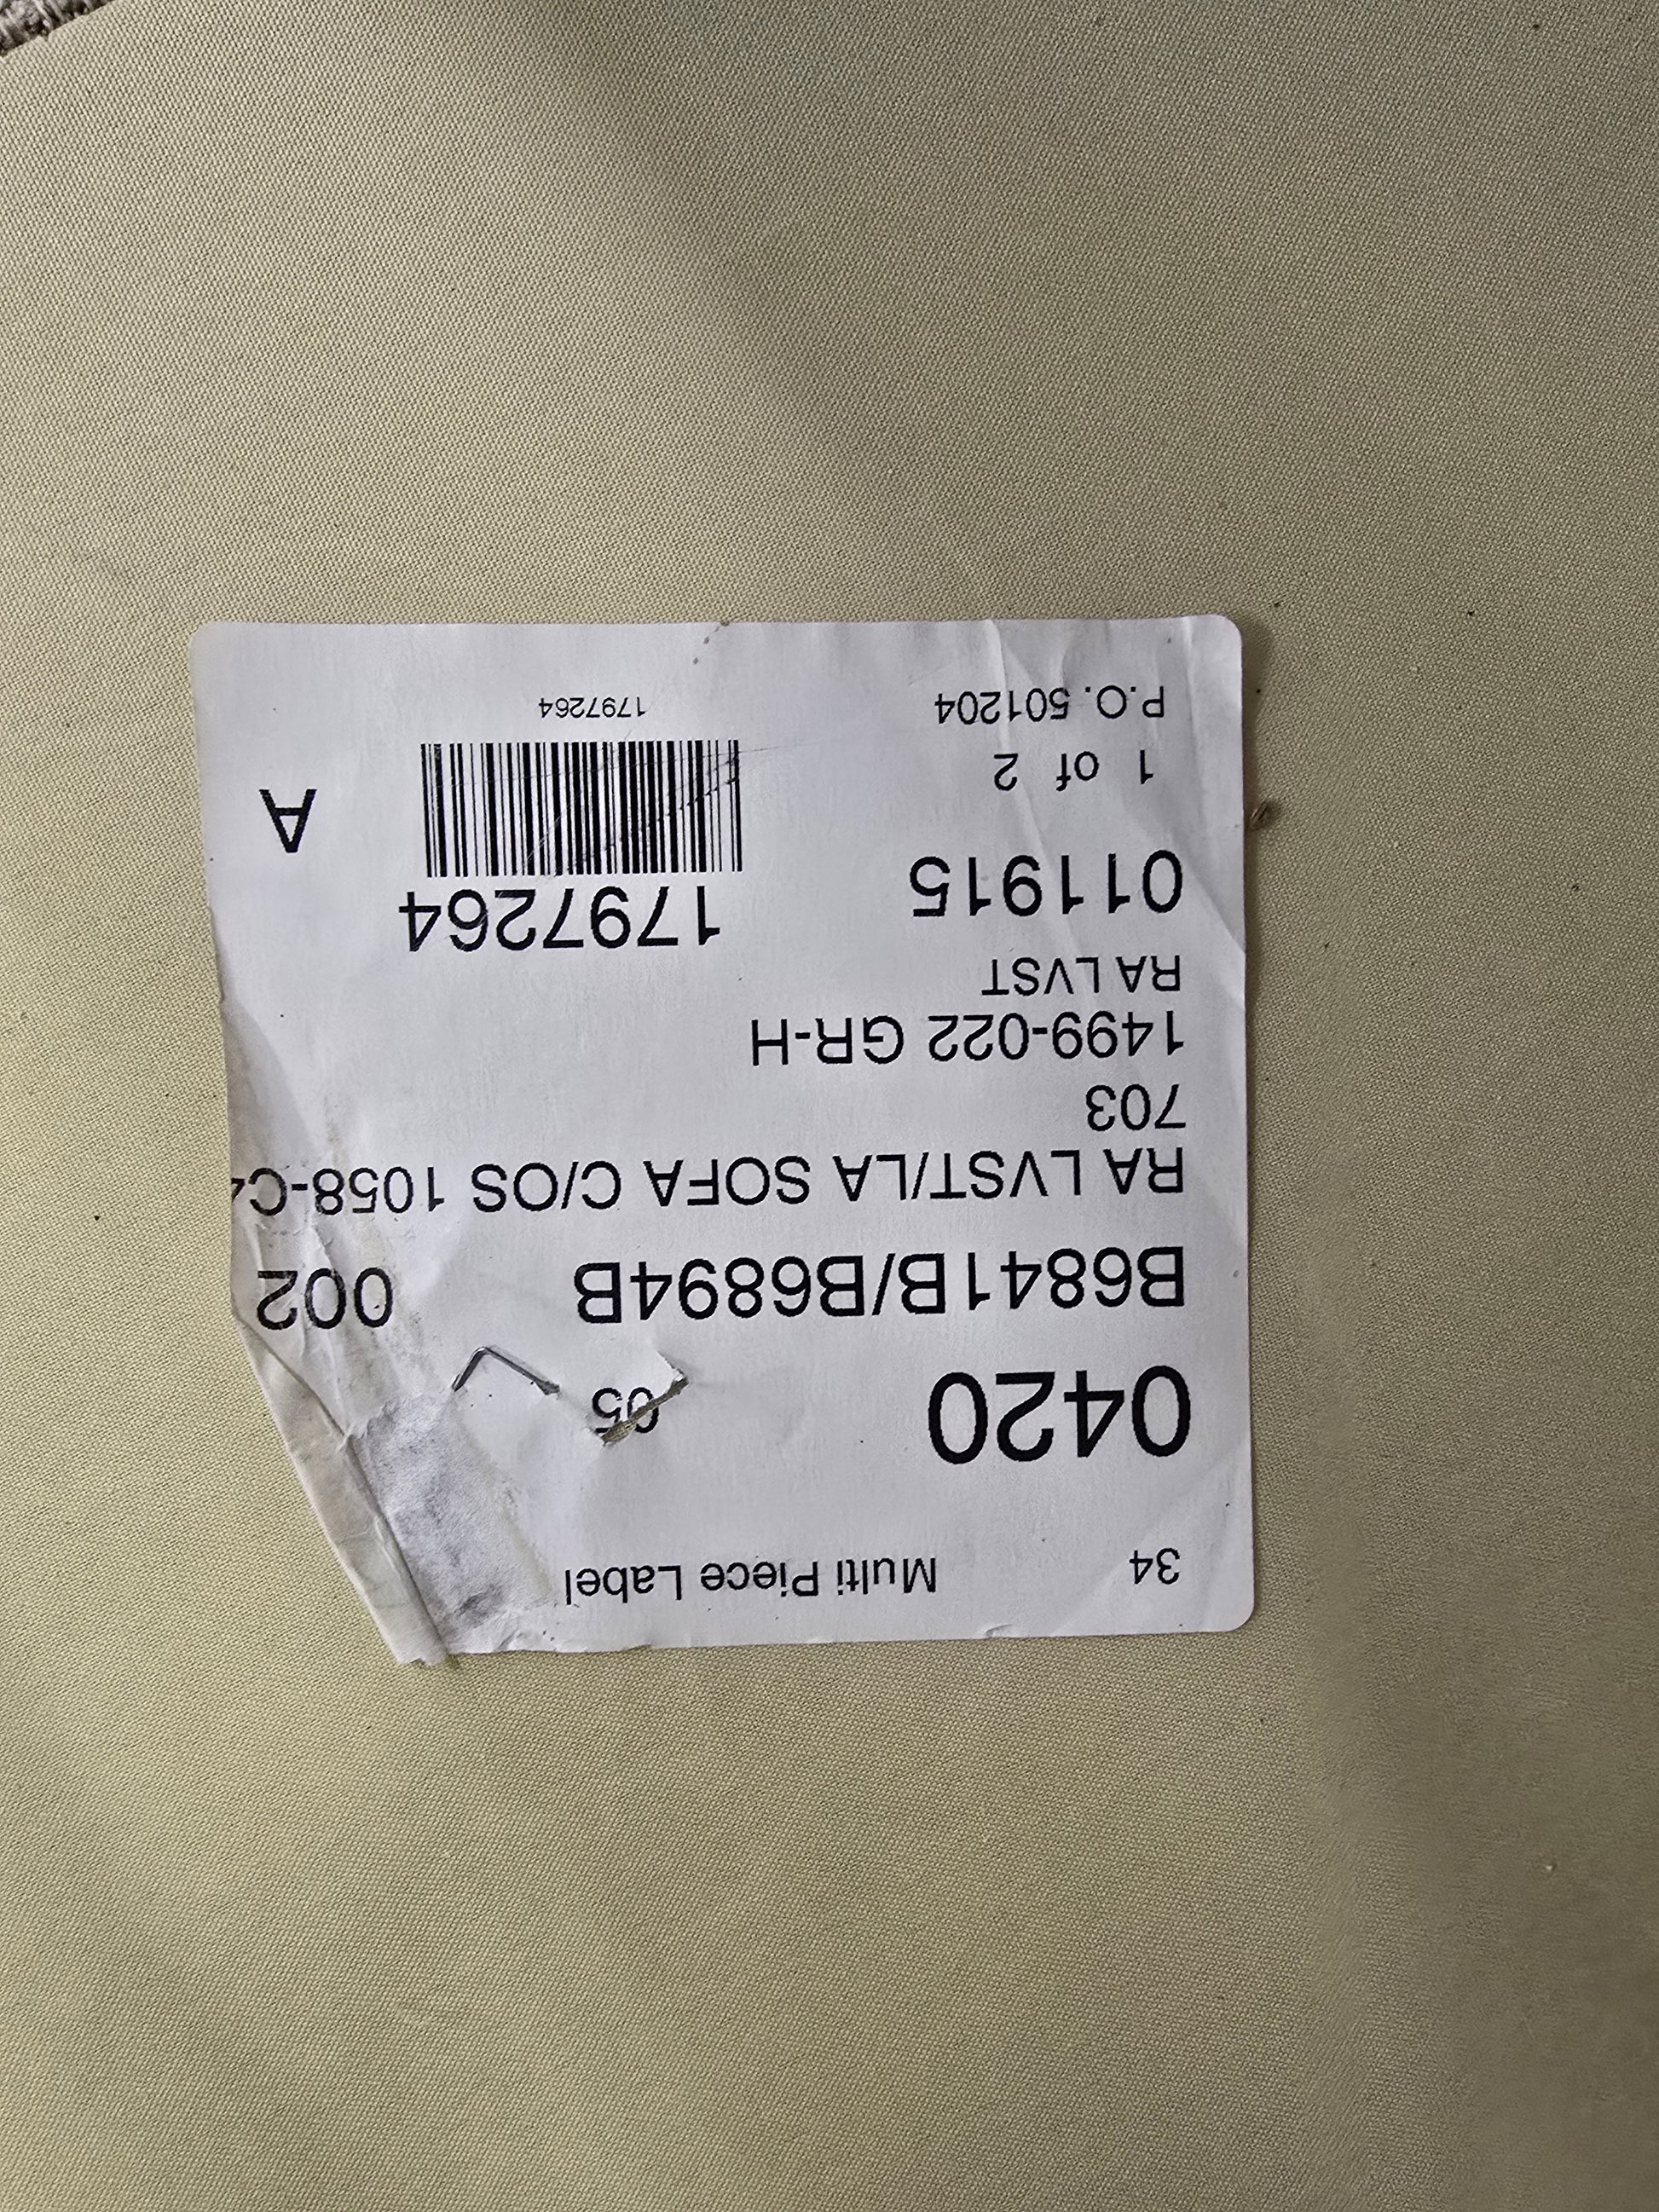 34 Multi Piece Label
0420 05
B6841B/B6894B 002
RA LVST/LA SOFA C/OS 1058-C
703
1499-022 GR-H
RA LVST
011915 1797264
1 of 2 A
P.O. 501204 1797264